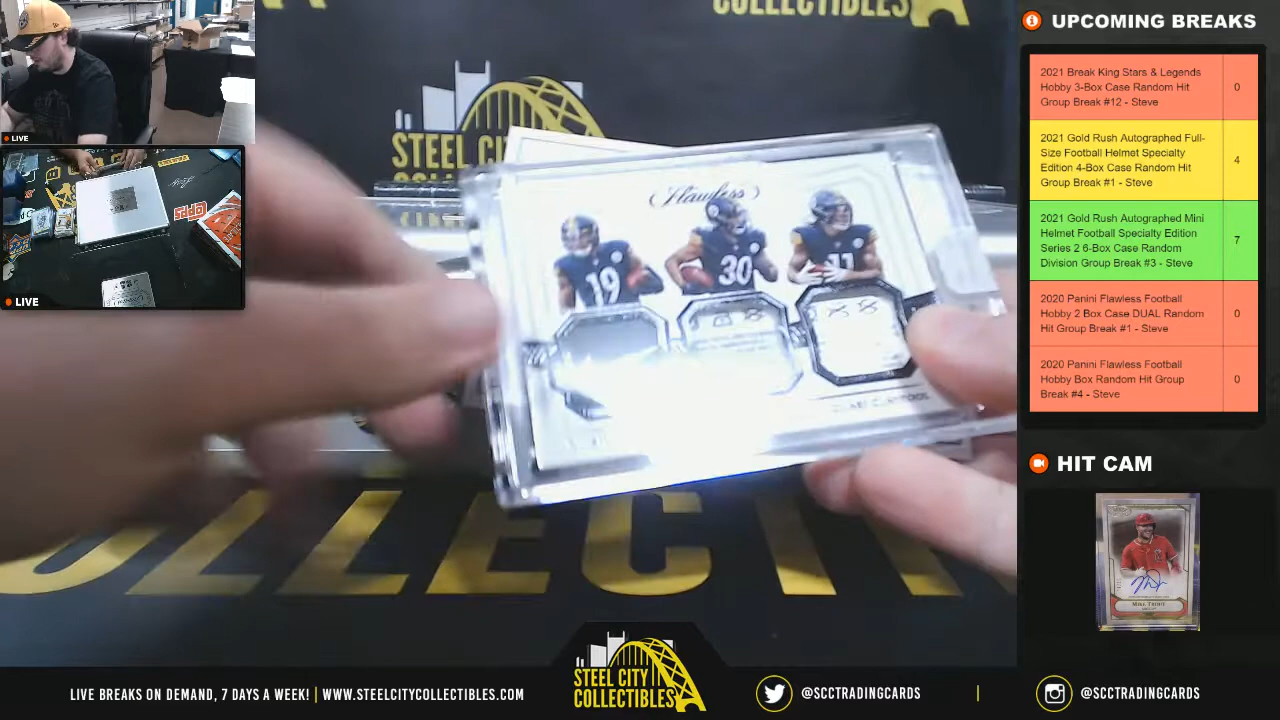 COLLECTIBLES
UPCOMING BREAKS
2021 Break King Stars & Legends
Hobby 3-Box Case Random Hit
Group Break #12 - Steve
0
2021 Gold Rush Autographed Full-
Size Football Helmet Specialty
Edition 4-Box Case Random Hit
Group Break #1 - Steve
4
2021 Gold Rush Autographed Mini
Helmet Football Specialty Edition
Series 2 6-Box Case Random
Division Group Break #3 - Steve
7
2020 Panini Flawless Football
Hobby 2 Box Case DUAL Random
Hit Group Break #1 - Steve
0
2020 Panini Flawless Football
Hobby Box Random Hit Group
Break #4 - Steve
0
HIT CAM
MIKE TROUT
LIVE
LIVE
TOPPS
STEEL
CITY
Flawless
19
30
11
COLLECTI
STEEL CITY
COLLECTIBLES
LIVE BREAKS ON DEMAND, 7 DAYS A WEEK! | WWW.STEELCITYCOLLECTIBLES.COM
@SCCTRADINGCARDS
@SCCTRADINGCARDS